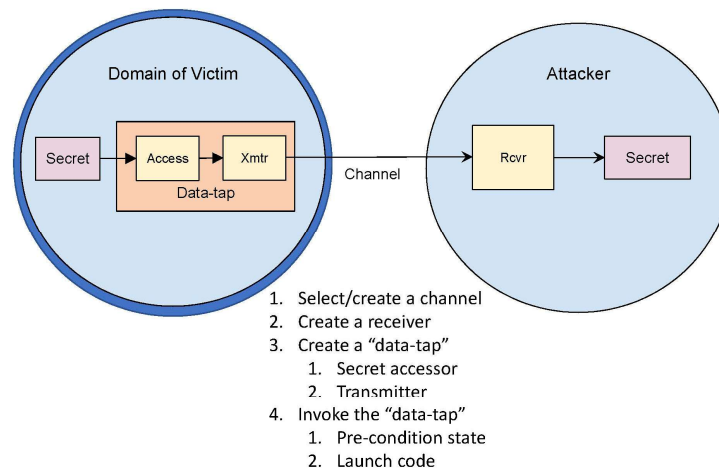 Domain of Victim
Attacker
Secret
Access
Xmtr
Data-tap
Channel
Rcvr
Secret
1. Select/create a channel
2. Create a receiver
3. Create a “data-tap”
1. Secret accessor
2. Transmitter
4. Invoke the “data-tap”
1. Pre-condition state
2. Launch code